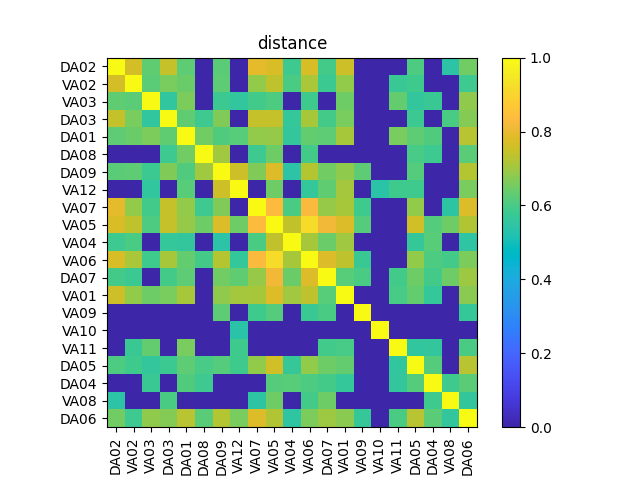 distance
DA02
VA02
VA03
DA03
DA01
DA08
DA09
VA12
VA07
VA05
VA04
VA06
DA07
VA01
VA09
VA10
VA11
DA05
DA04
VA08
DA06
DA02
VA02
VA03
DA03
DA01
DA08
DA09
VA12
VA07
VA05
VA04
VA06
DA07
VA01
VA09
VA10
VA11
DA05
DA04
VA08
DA06
1.0
0.8
0.6
0.4
0.2
0.0